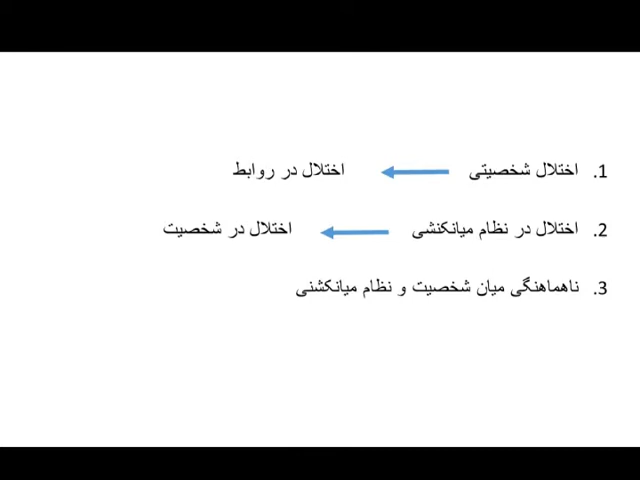 1. اختلال شخصیتی ← اختلال در روابط
2. اختلال در نظام میانکنشی ← اختلال در شخصیت
3. ناهماهنگی میان شخصیت و نظام میانکشنی